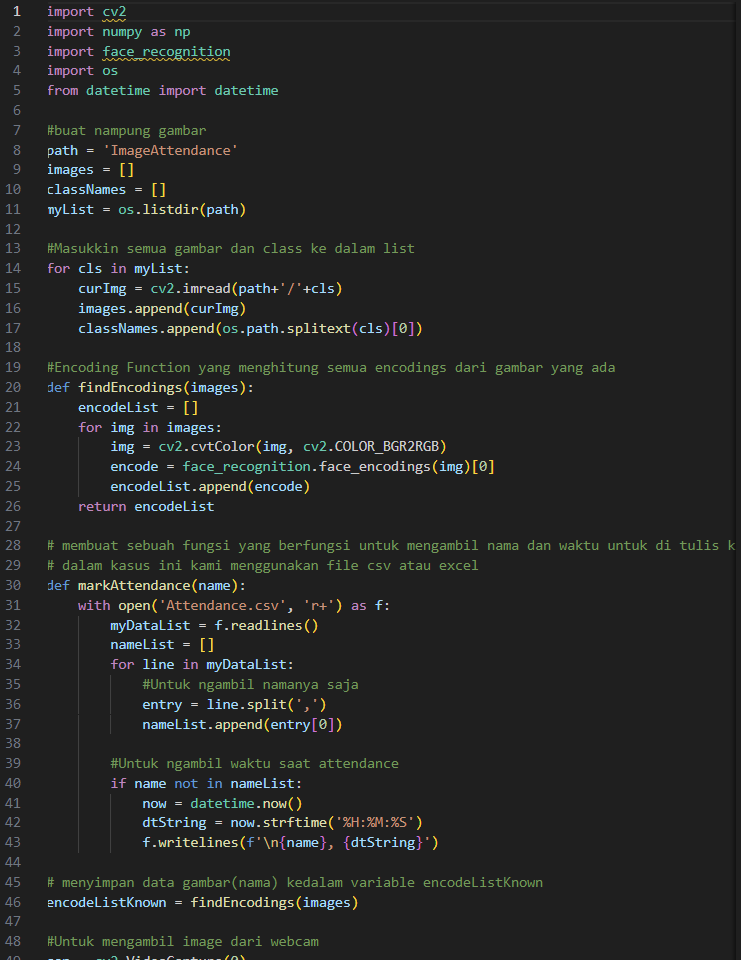 1 import cv2
2 import numpy as np
3 import face_recognition
4 import os
5 from datetime import datetime
6
7 #buat nampung gambar
8 path = 'ImageAttendance'
9 images = []
10 classNames = []
11 myList = os.listdir(path)
12
13 #Masukkin semua gambar dan class ke dalam list
14 for cls in myList:
15     curImg = cv2.imread(path+'/'+cls)
16     images.append(curImg)
17     classNames.append(os.path.splitext(cls)[0])
18
19 #Encoding Function yang menghitung semua encodings dari gambar yang ada
20 def findEncodings(images):
21     encodeList = []
22     for img in images:
23         img = cv2.cvtColor(img, cv2.COLOR_BGR2RGB)
24         encode = face_recognition.face_encodings(img)[0]
25         encodeList.append(encode)
26     return encodeList
27
28 # membuat sebuah fungsi yang berfungsi untuk mengambil nama dan waktu untuk di tulis k
29 # dalam kasus ini kami menggunakan file csv atau excel
30 def markAttendance(name):
31     with open('Attendance.csv', 'r+') as f:
32         myDataList = f.readlines()
33         nameList = []
34         for line in myDataList:
35             #Untuk ngambil namanya saja
36             entry = line.split(',')
37             nameList.append(entry[0])
38
39         #Untuk ngambil waktu saat attendance
40         if name not in nameList:
41             now = datetime.now()
42             dtString = now.strftime('%H:%M:%S')
43             f.writelines(f'\n{name}, {dtString}')
44
45 # menyimpan data gambar(nama) kedalam variable encodeListKnown
46 encodeListKnown = findEncodings(images)
47
48 #Untuk mengambil image dari webcam